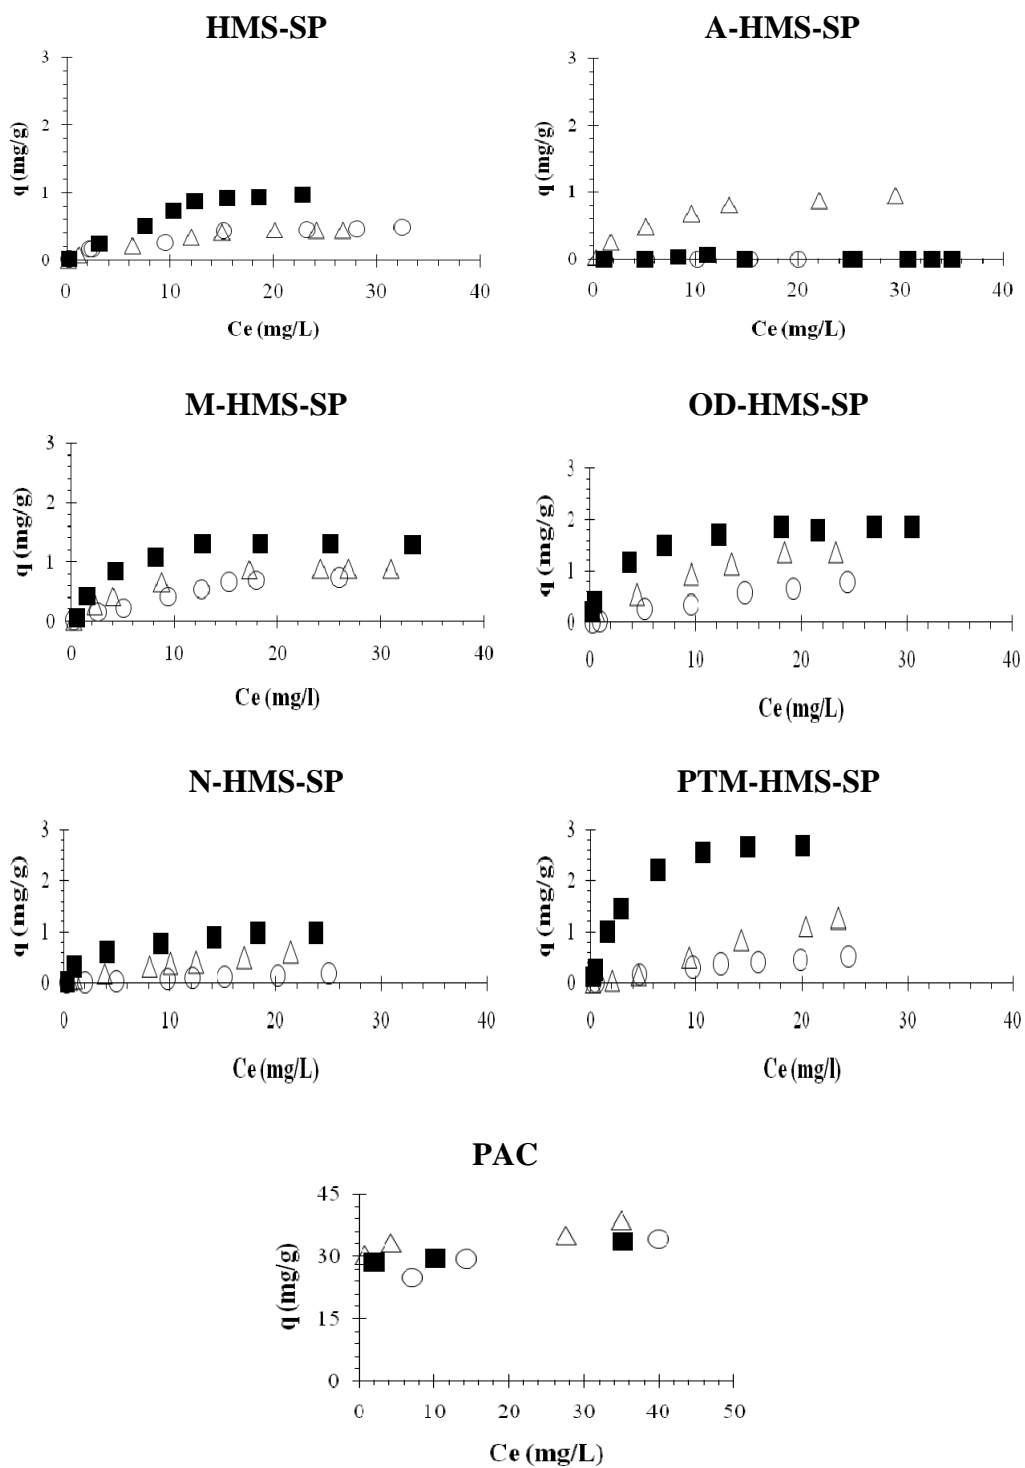 HMS-SP
3
2
1
0
q (mg/g)
0 10 20 30 40
Ce (mg/L)
A-HMS-SP
3
2
1
0
q (mg/g)
0 10 20 30 40
Ce (mg/L)
M-HMS-SP
3
2
1
0
q (mg/g)
0 10 20 30 40
Ce (mg/l)
OD-HMS-SP
3
2
1
0
q (mg/g)
0 10 20 30 40
Ce (mg/L)
N-HMS-SP
3
2
1
0
q (mg/g)
0 10 20 30 40
Ce (mg/L)
PTM-HMS-SP
3
2
1
0
q (mg/g)
0 10 20 30 40
Ce (mg/l)
PAC
45
30
15
0
q (mg/g)
0 10 20 30 40 50
Ce (mg/L)